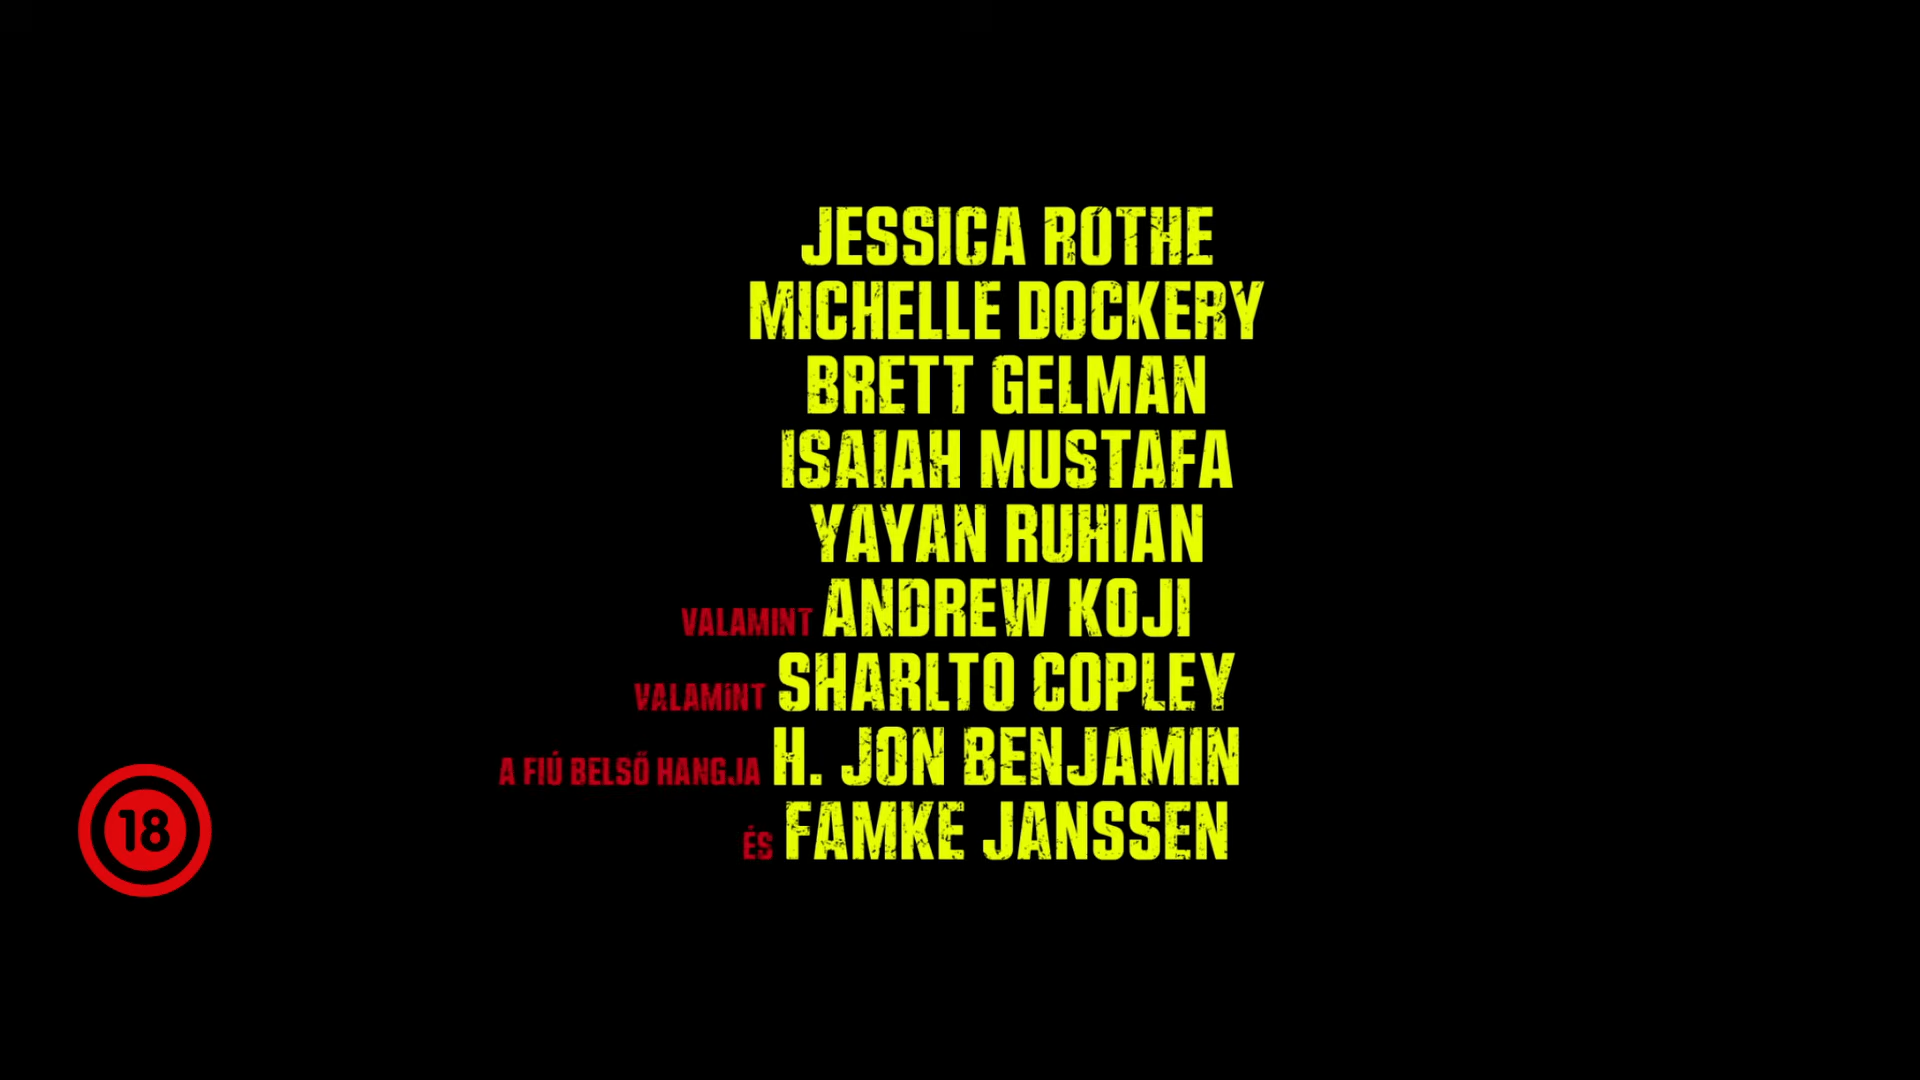 JESSICA ROTHE
MICHELLE DOCKERY
BRETT GELMAN
ISAIAH MUSTAFA
YAYAN RUHIAN
VALAMINT ANDREW KOJI
VALAMINT SHARLTO COPLEY
A FIÚ BELSŐ HANGJA H. JON BENJAMIN
ÉS FAMKE JANSSEN
18